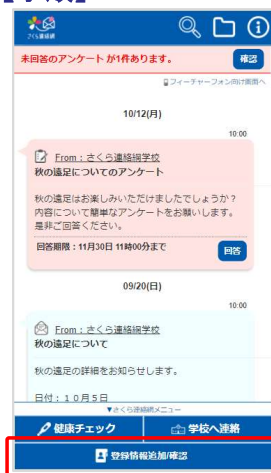 さくら連絡網
未回答のアンケートが1件あります。
確認
フィーチャーフォン向け画面へ
10/12(月)
10:00
From：さくら連絡網学校
秋の遠足についてのアンケート
秋の遠足はお楽しみいただけましたでしょうか？
内容について簡単なアンケートをお願いします。
是非ご回答ください。
回答期限：11月30日 11時00分まで
回答
09/20(日)
10:00
From：さくら連絡網学校
秋の遠足について
秋の遠足の詳細をお知らせします。
日付：１０月５日
▼さくら連絡網メニュー
健康チェック
学校へ連絡
登録情報追加/確認